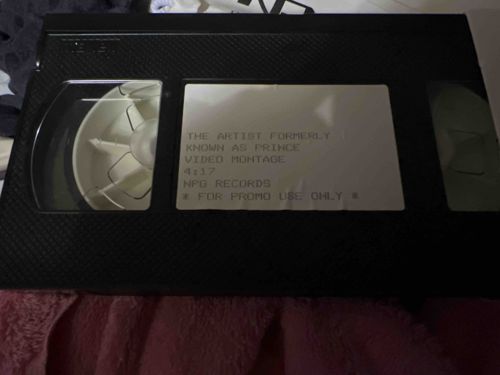 THE ARTIST FORMERLY
KNOWN AS PRINCE
VIDEO MONTAGE
4:17
NPG RECORDS
* FOR PROMO USE ONLY *